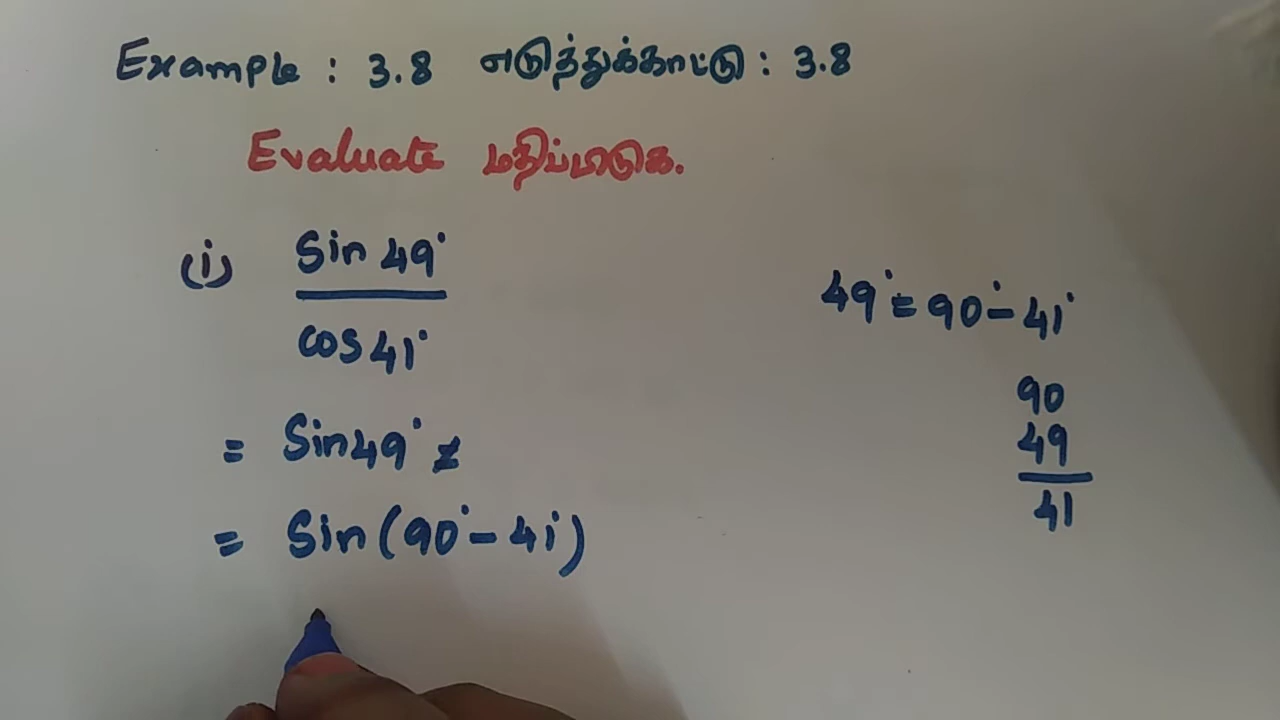 Example : 3.8 எடுத்துக்காட்டு : 3.8
Evaluate மதிப்பிடுக.
(i) Sin 49°
cos 41°
= Sin 49°
= Sin (90° - 41°)
49° = 90° - 41°
90
49
41